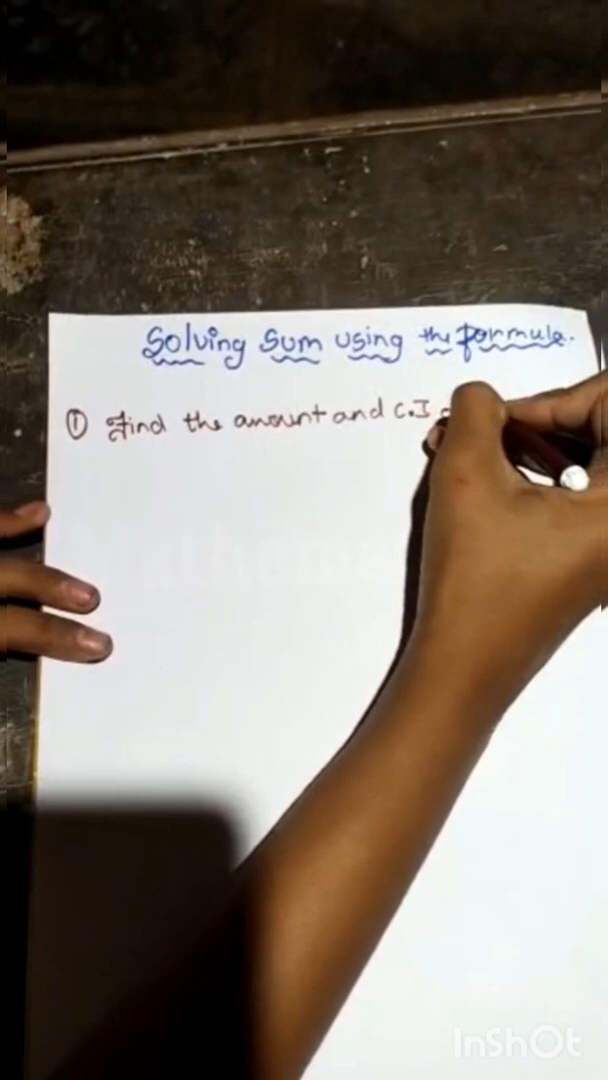 Solving Sum using the formula.
① Find the amount and C.I
InShOt